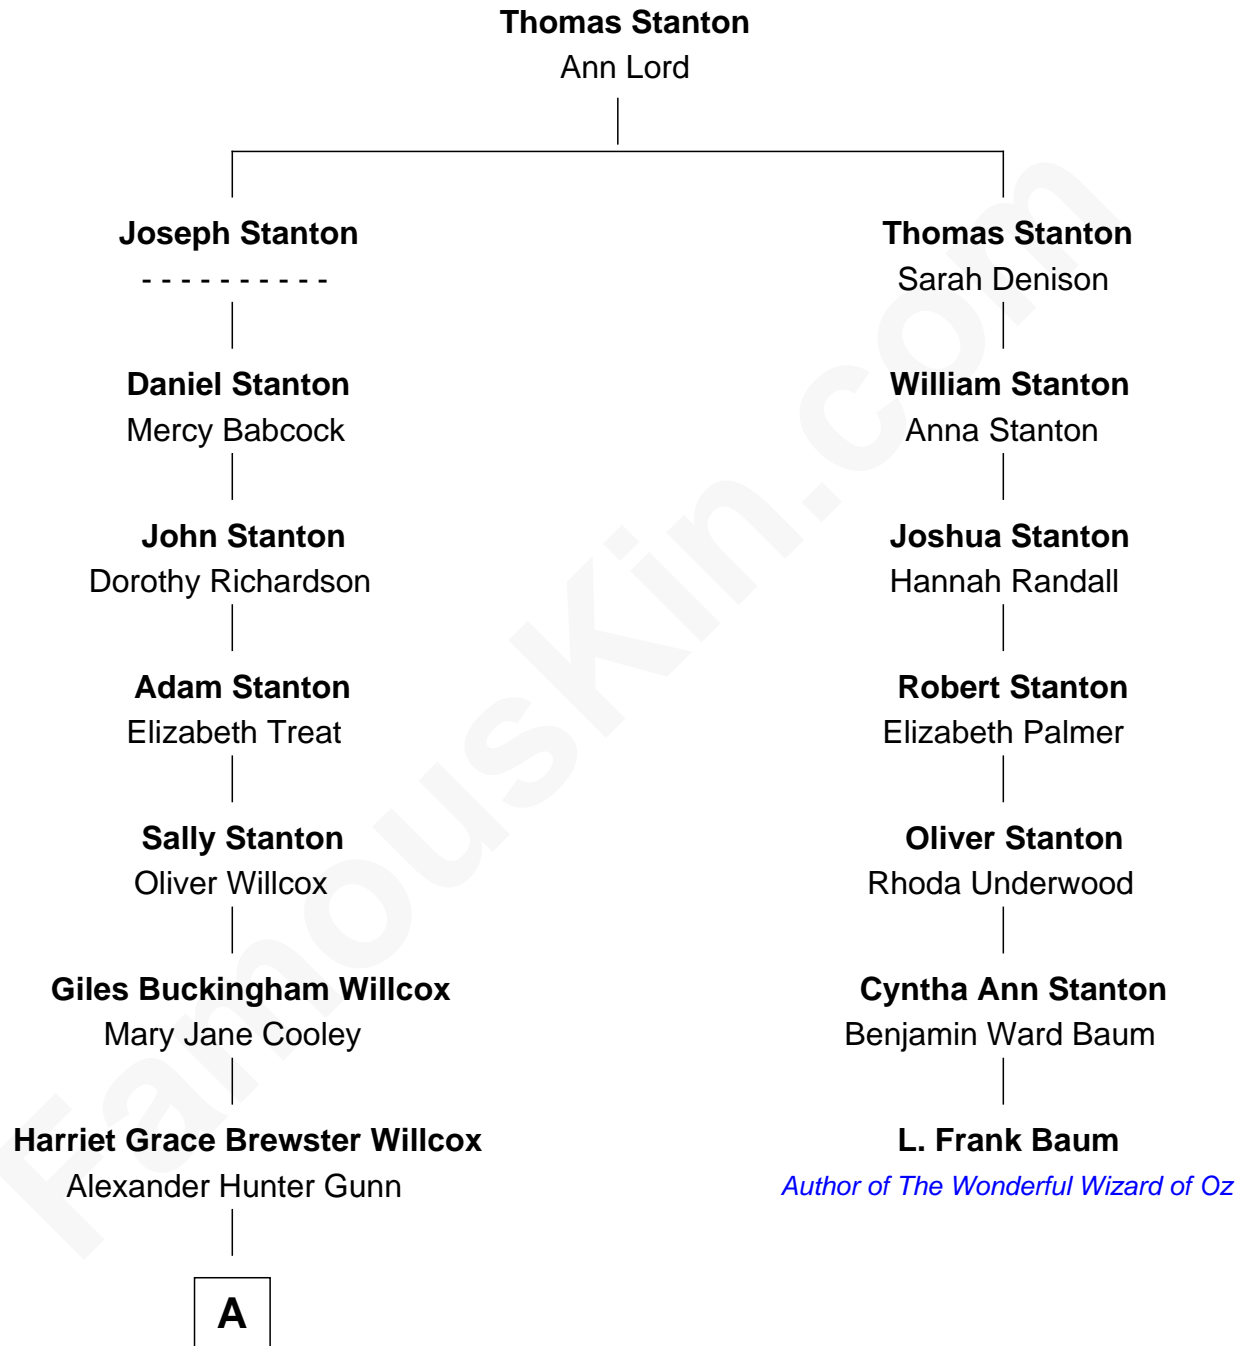 Thomas Stanton
Ann Lord
Joseph Stanton
- - - - - - - - - -
Thomas Stanton
Sarah Denison
Daniel Stanton
Mercy Babcock
William Stanton
Anna Stanton
John Stanton
Dorothy Richardson
Joshua Stanton
Hannah Randall
Adam Stanton
Elizabeth Treat
Robert Stanton
Elizabeth Palmer
Sally Stanton
Oliver Willcox
Oliver Stanton
Rhoda Underwood
Giles Buckingham Willcox
Mary Jane Cooley
Cyntha Ann Stanton
Benjamin Ward Baum
Harriet Grace Brewster Willcox
Alexander Hunter Gunn
L. Frank Baum
Author of The Wonderful Wizard of Oz
A
FamousKin.com